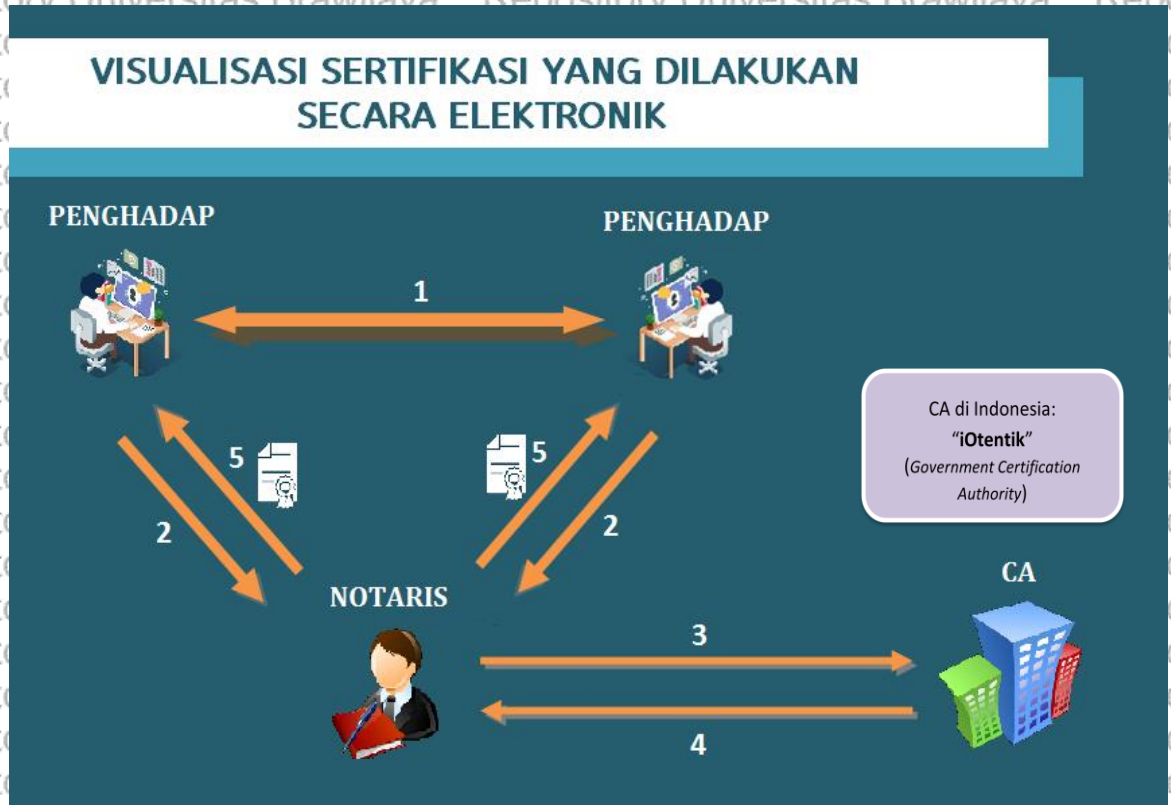 VISUALISASI SERTIFIKASI YANG DILAKUKAN
SECARA ELEKTRONIK
PENGHADAP
PENGHADAP
1
CA di Indonesia:
“iOtentik”
(Government Certification
Authority)
5
5
2
2
NOTARIS
CA
3
4